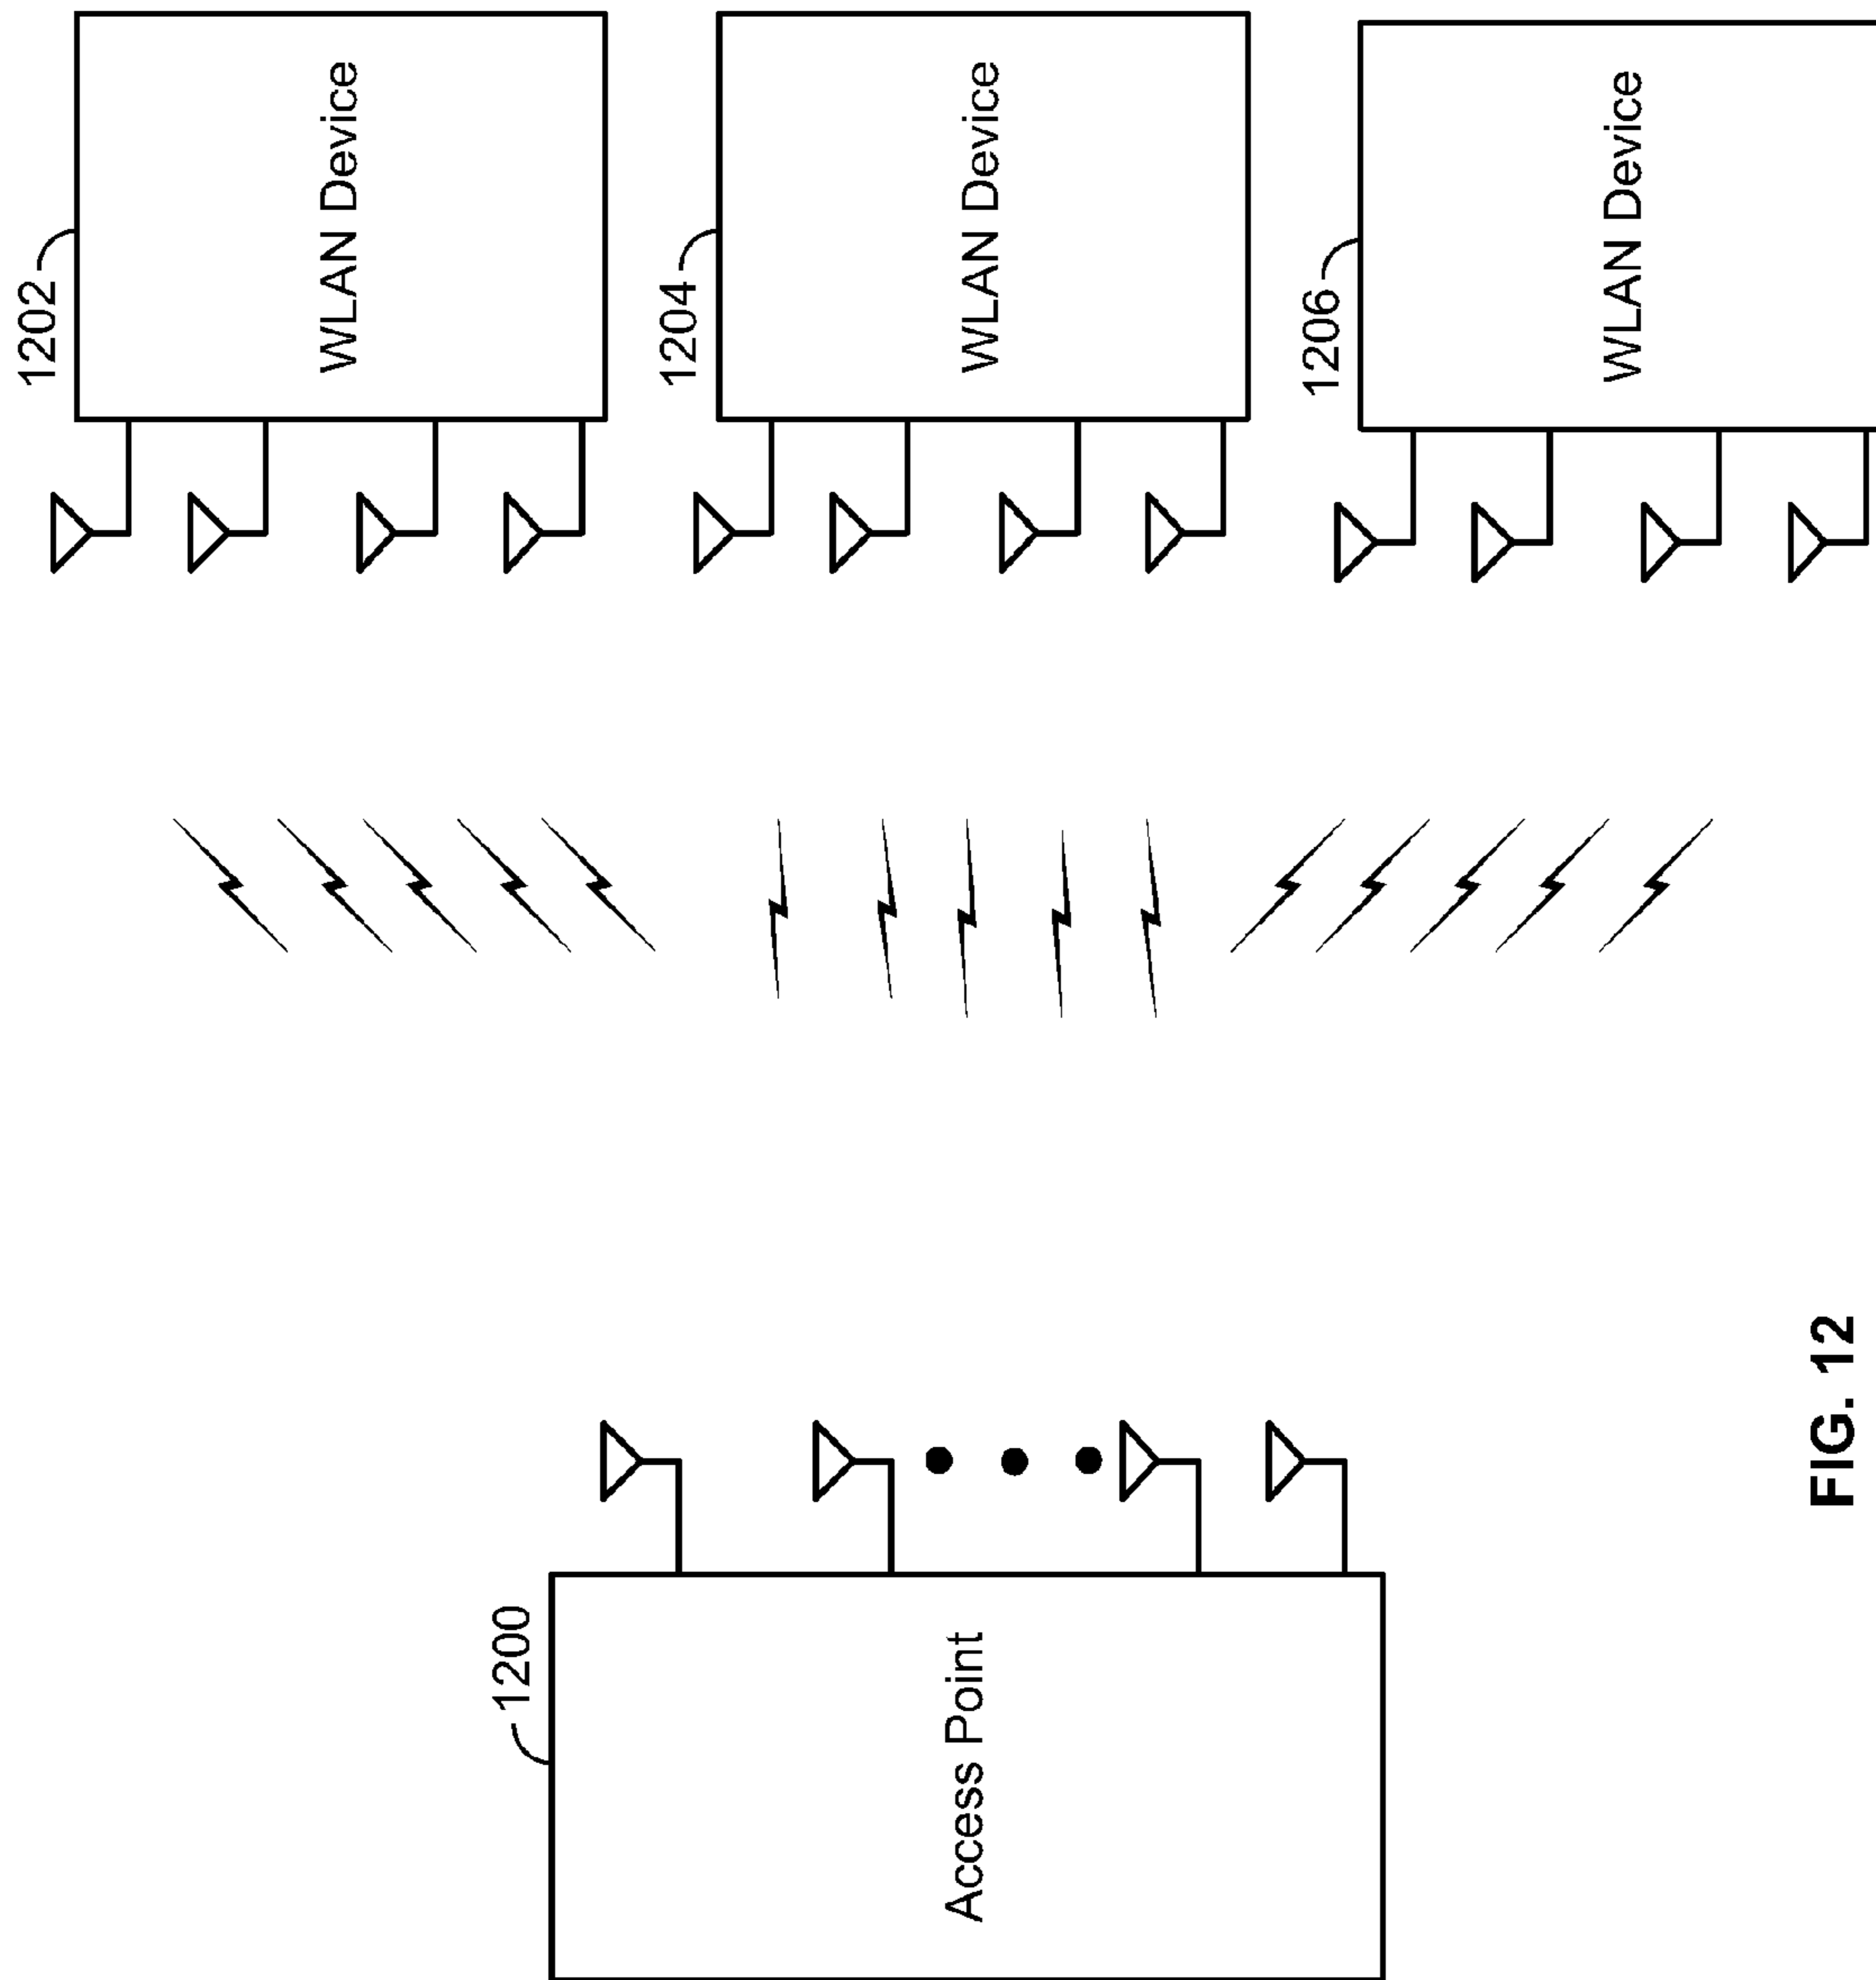 1200
Access Point
1202
WLAN Device
1204
WLAN Device
1206
WLAN Device
FIG. 12